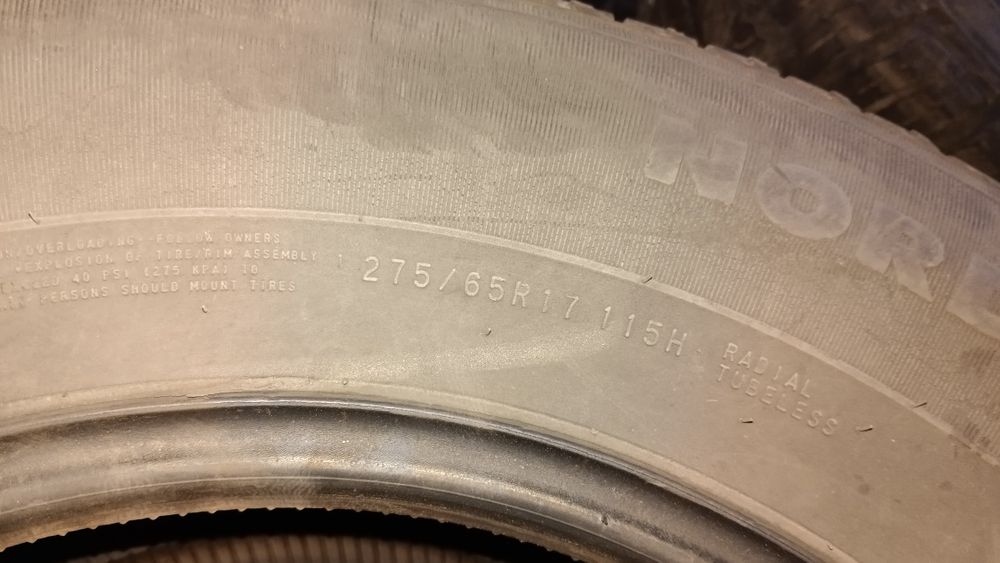 NORE
OVERLOADING--FOLLOW OWNERS
EXPLOSION OF TIRE/RIM ASSEMBLY
40 PSI (275 KPA) TO
PERSONS SHOULD MOUNT TIRES
275/65R17 115H
RADIAL
TUBELESS